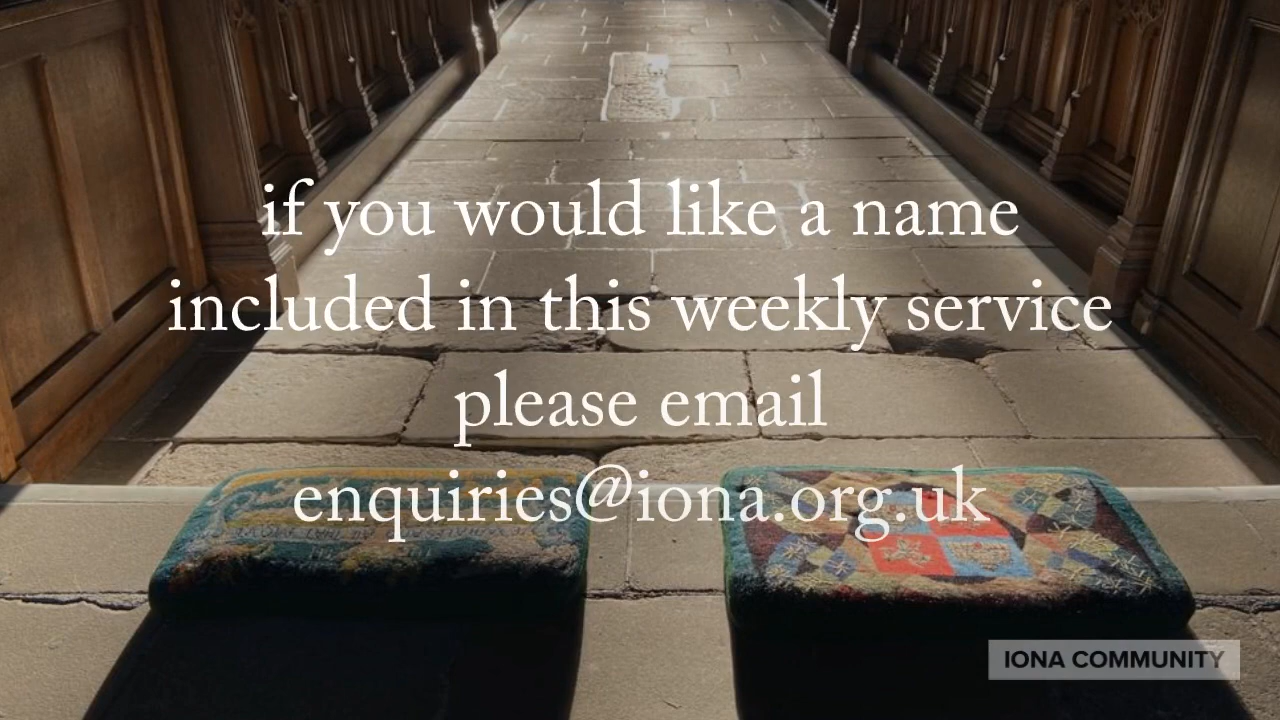 if you would like a name
included in this weekly service
please email
enquiries@iona.org.uk
IONA COMMUNITY